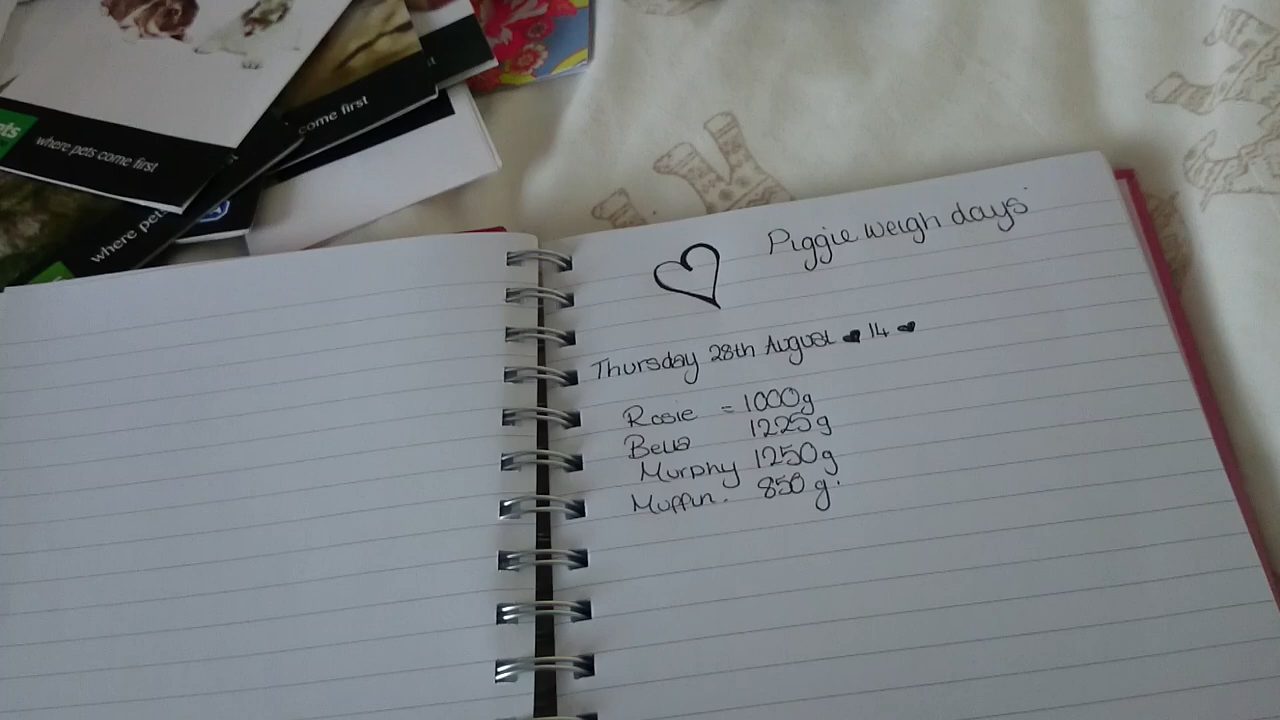 ets
where pets come first
come first
where pets
Piggie weigh days
Thursday 28th August 14
Rosie = 1000g
Bella 1225g
Murphy 1250g
Muffin. 850g.